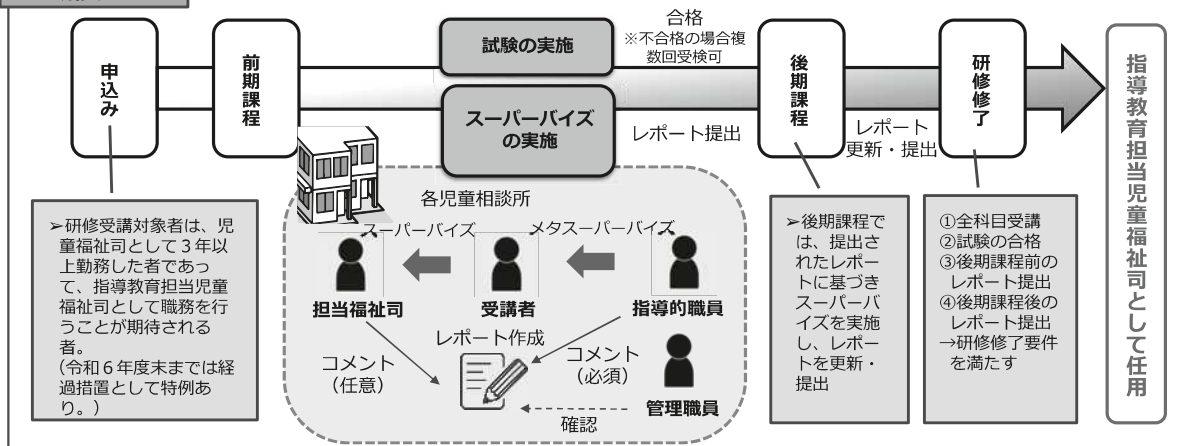 申込み
前期課程
試験の実施
スーパーバイズ
の実施
合格
※不合格の場合複
数回受検可
レポート提出
後期課程
レポート
更新・提出
研修修了
指導教育担当児童福祉司として任用
➢研修受講対象者は、児
童福祉司として３年以
上勤務した者であっ
て、指導教育担当児童
福祉司として職務を行
うことが期待される
者。
(令和６年度末までは経
過措置として特例あ
り。)
各児童相談所
スーパーバイズ
メタスーパーバイズ
担当福祉司
受講者
指導的職員
レポート作成
コメント
（任意）
コメント
（必須）
管理職員
確認
➢後期課程で
は、提出さ
れたレポー
トに基づき
スーパーバ
イズを実施
し、レポー
トを更新・
提出
①全科目受講
②試験の合格
③後期課程前の
レポート提出
④後期課程後の
レポート提出
→研修修了要件
を満たす